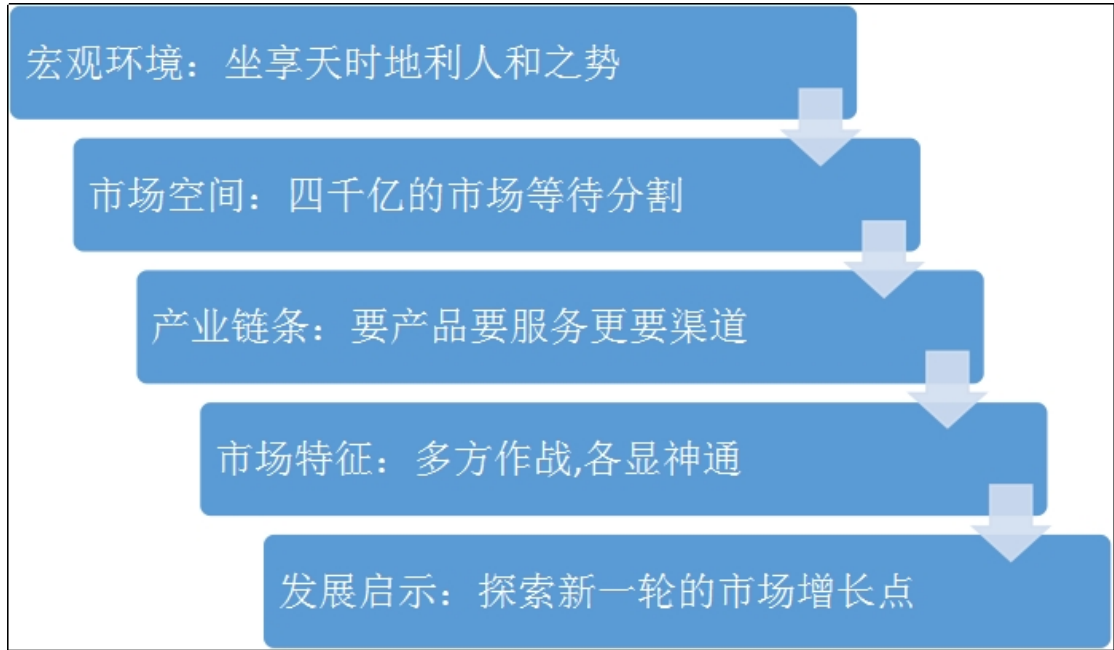 宏观环境：坐享天时地利人和之势
市场空间：四千亿的市场等待分割
产业链条：要产品要服务更要渠道
市场特征：多方作战,各显神通
发展启示：探索新一轮的市场增长点